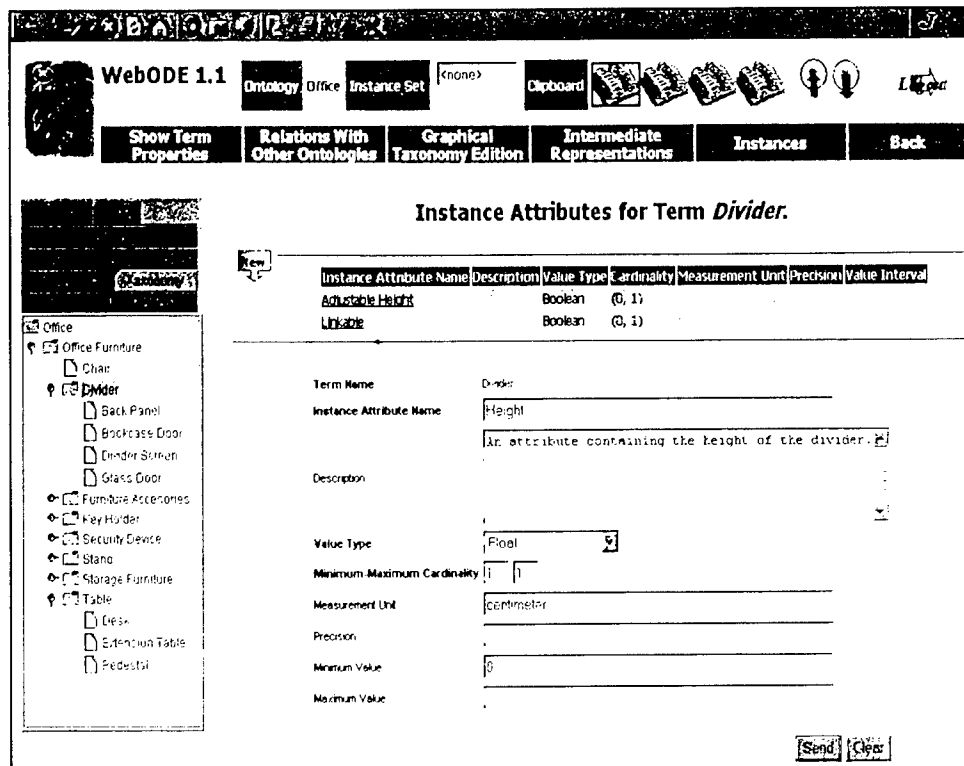 WebODE 1.1
Ontology Office Instance Set <none> Clipboard
Show Term Properties
Relations With Other Ontologies
Graphical Taxonomy Edition
Intermediate Representations
Instances
Back
Instance Attributes for Term Divider.
New
Instance Attribute Name Description Value Type Cardinality Measurement Unit Precision Value Interval
Adjustable Height Boolean (0, 1)
Linkable Boolean (0, 1)
Office
Office Furniture
Chair
Divider
Back Panel
Bookcase Door
Divider Screen
Glass Door
Furniture Accesories
Key Holder
Security Device
Stand
Storage Furniture
Table
Desk
Extension Table
Pedestal
Term Name Divider
Instance Attribute Name Height
An attribute containing the height of the divider.
Description
Value Type Float
Minimum-Maximum Cardinality 1 1
Measurement Unit centimeter
Precision
Minimum Value 0
Maximum Value
Send Clear